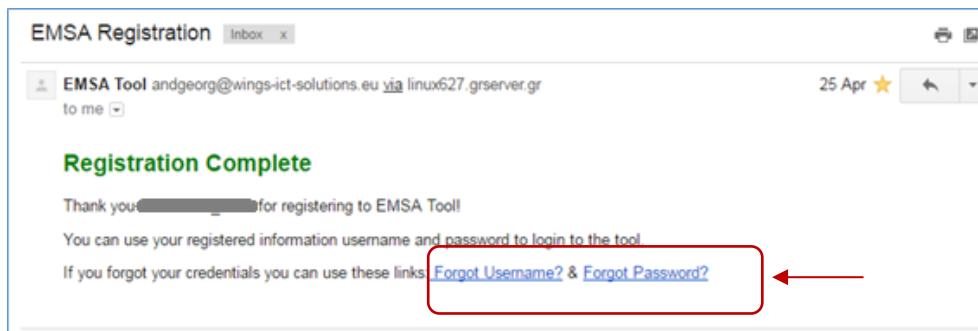 EMSA Registration Inbox x
EMSA Tool andgeorg@wings-ict-solutions.eu via linux627.grserver.gr 25 Apr
to me
Registration Complete
Thank you for registering to EMSA Tool!
You can use your registered information username and password to login to the tool.
If you forgot your credentials you can use these links: Forgot Username? & Forgot Password?